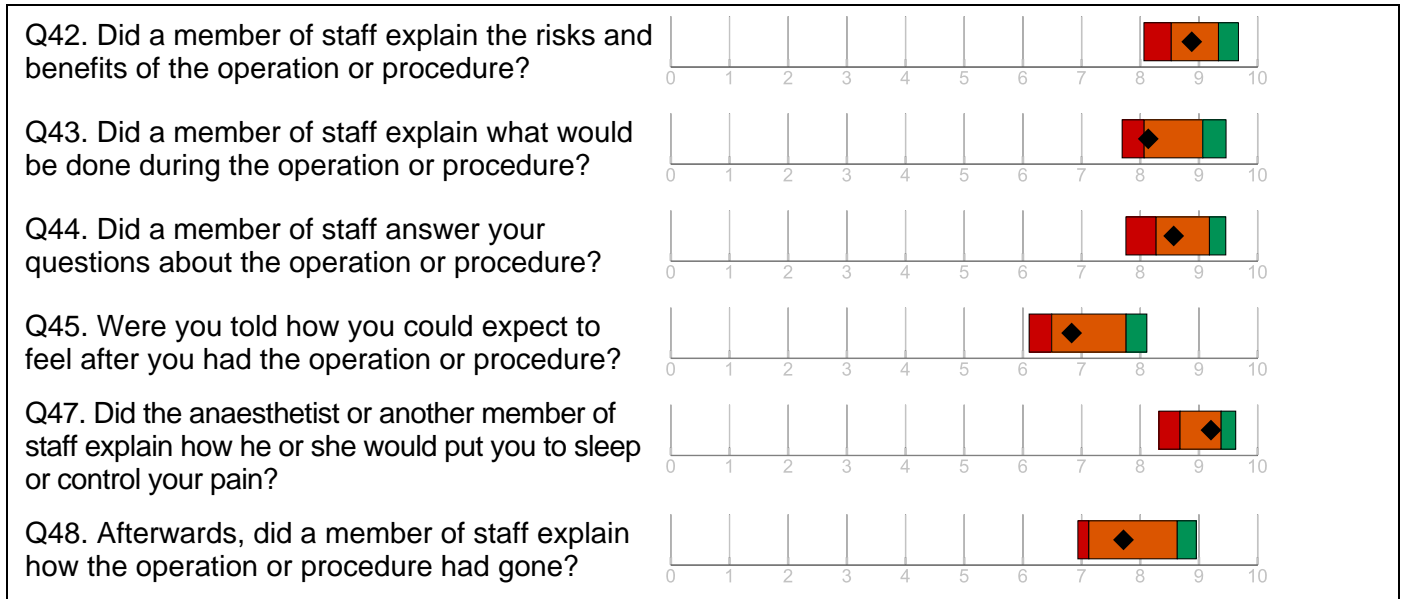 Q42. Did a member of staff explain the risks and
benefits of the operation or procedure?
0 1 2 3 4 5 6 7 8 9 10
Q43. Did a member of staff explain what would
be done during the operation or procedure?
0 1 2 3 4 5 6 7 8 9 10
Q44. Did a member of staff answer your
questions about the operation or procedure?
0 1 2 3 4 5 6 7 8 9 10
Q45. Were you told how you could expect to
feel after you had the operation or procedure?
0 1 2 3 4 5 6 7 8 9 10
Q47. Did the anaesthetist or another member of
staff explain how he or she would put you to sleep
or control your pain?
0 1 2 3 4 5 6 7 8 9 10
Q48. Afterwards, did a member of staff explain
how the operation or procedure had gone?
0 1 2 3 4 5 6 7 8 9 10